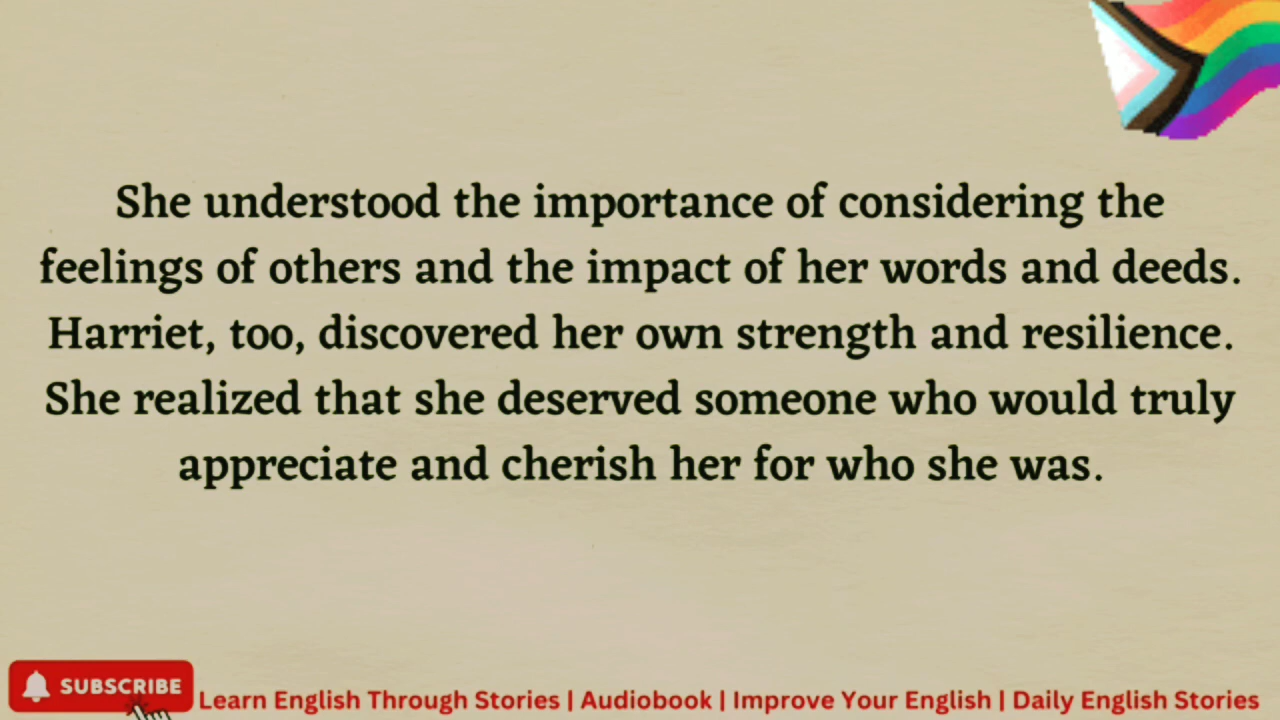 She understood the importance of considering the
feelings of others and the impact of her words and deeds.
Harriet, too, discovered her own strength and resilience.
She realized that she deserved someone who would truly
appreciate and cherish her for who she was.
SUBSCRIBE
Learn English Through Stories | Audiobook | Improve Your English | Daily English Stories